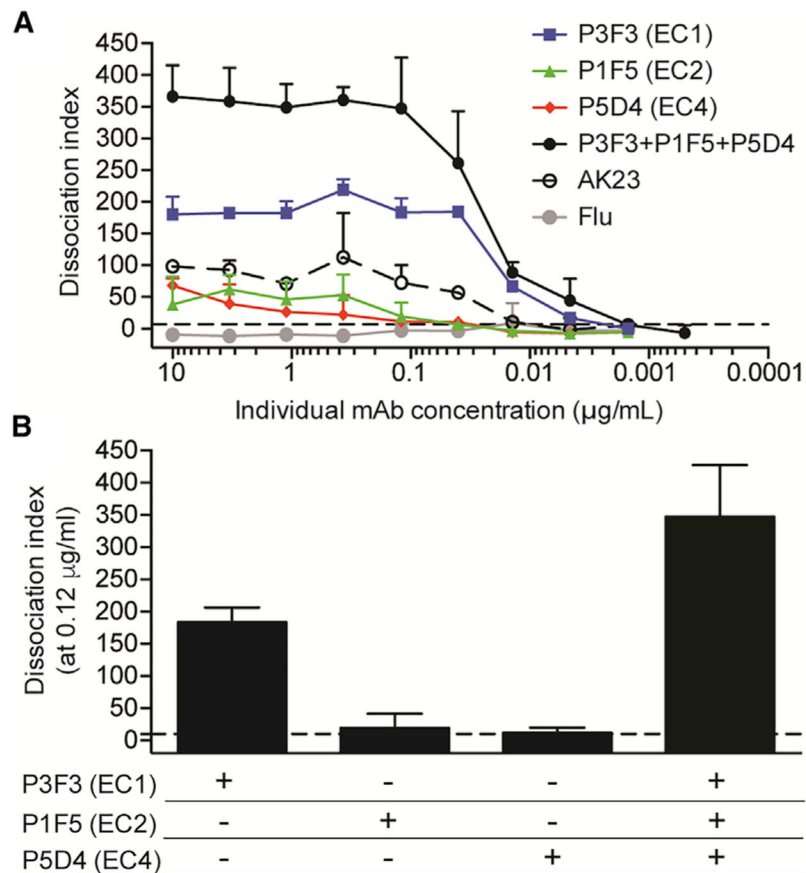 A
450
400
350
300
250
200
150
100
50
0
Dissociation index
P3F3 (EC1)
P1F5 (EC2)
P5D4 (EC4)
P3F3+P1F5+P5D4
AK23
Flu
10 1 0.1 0.01 0.001 0.0001
Individual mAb concentration (µg/mL)
B
450
400
350
300
250
200
150
100
50
0
Dissociation index
(at 0.12 µg/ml)
P3F3 (EC1) + - - +
P1F5 (EC2) - + - +
P5D4 (EC4) - - + +